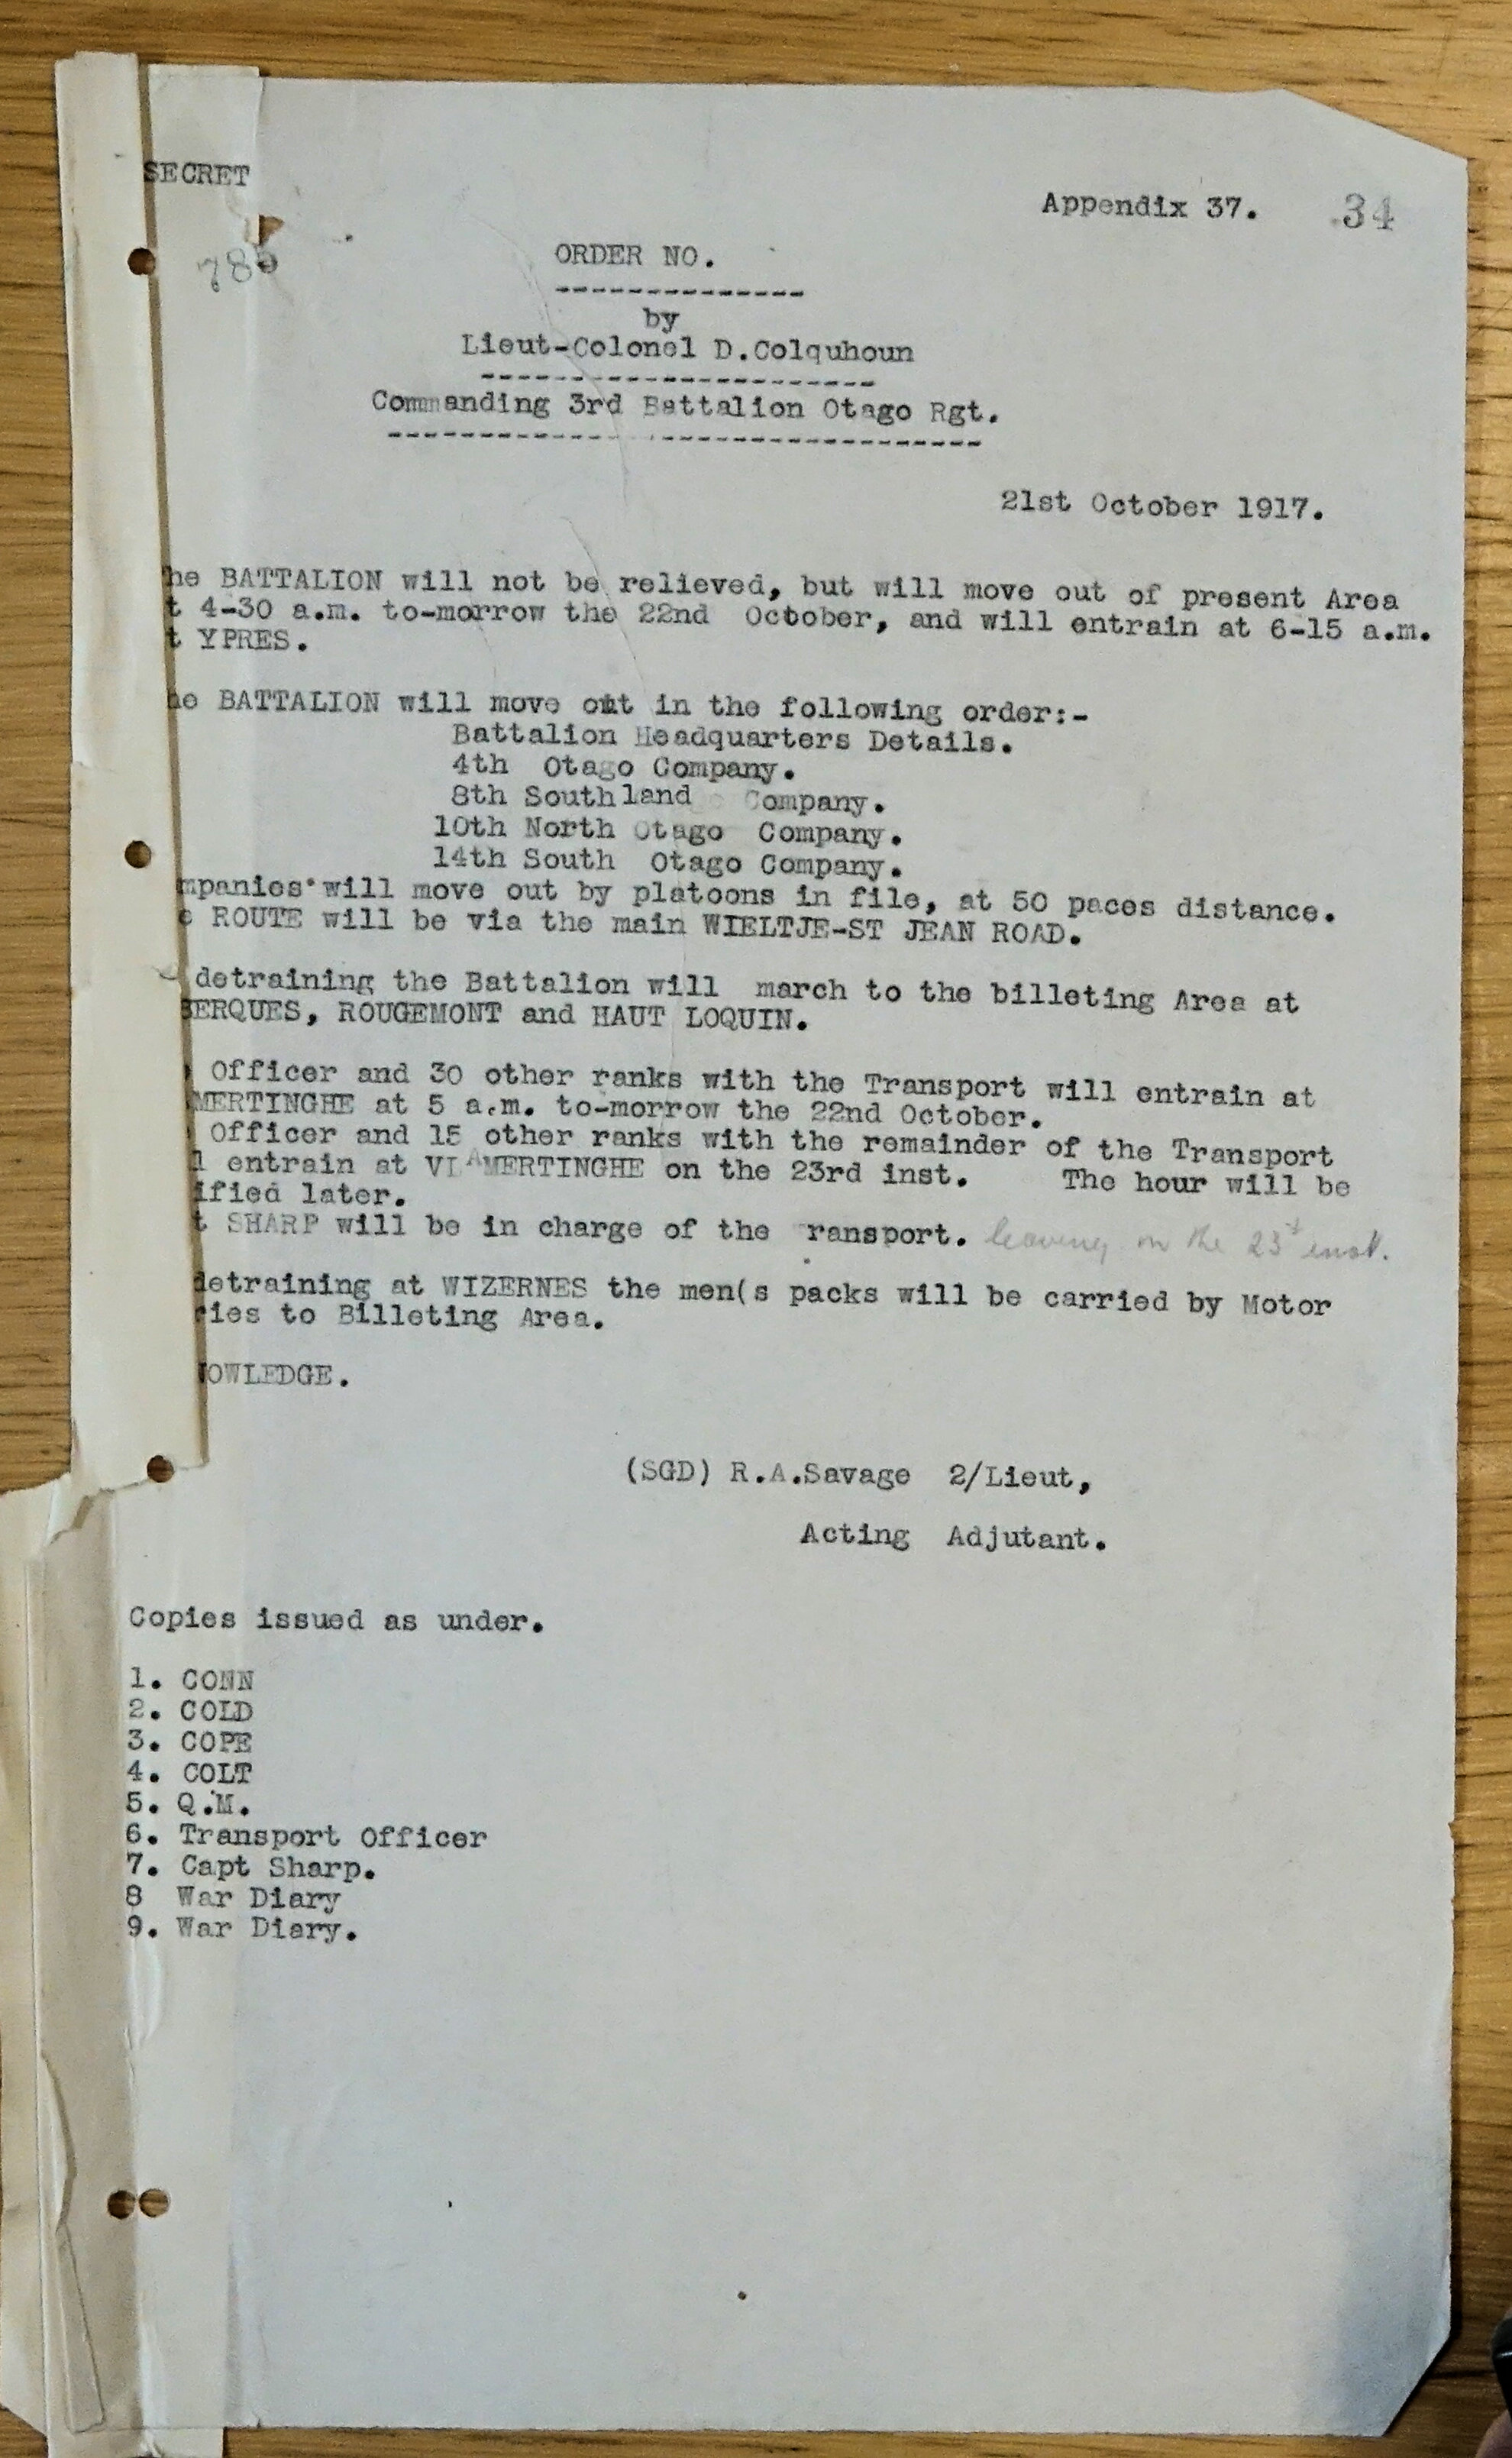 SECRET
Appendix 37. 34
785
ORDER NO.
by
Lieut-Colonel D.Colquhoun
Commanding 3rd Battalion Otago Rgt.
21st October 1917.
he BATTALION will not be relieved, but will move out of present Area
t 4-30 a.m. to-morrow the 22nd October, and will entrain at 6-15 a.m.
t YPRES.
he BATTALION will move out in the following order:-
Battalion Headquarters Details.
4th Otago Company.
8th Southland Company.
10th North Otago Company.
14th South Otago Company.
mpanies will move out by platoons in file, at 50 paces distance.
e ROUTE will be via the main WIELTJE-ST JEAN ROAD.
detraining the Battalion will march to the billeting Area at
BERQUES, ROUGEMONT and HAUT LOQUIN.
Officer and 30 other ranks with the Transport will entrain at
MERTINGHE at 5 a.m. to-morrow the 22nd October.
Officer and 15 other ranks with the remainder of the Transport
l entrain at VLAMERTINGHE on the 23rd inst. The hour will be
ified later.
t SHARP will be in charge of the ransport. leaving on the 23rd inst.
detraining at WIZERNES the men(s packs will be carried by Motor
ries to Billeting Area.
OWLEDGE.
(SGD) R.A.Savage 2/Lieut,
Acting Adjutant.
Copies issued as under.
1. CONN
2. COLD
3. COPE
4. COLT
5. Q.M.
6. Transport Officer
7. Capt Sharp.
8 War Diary
9. War Diary.